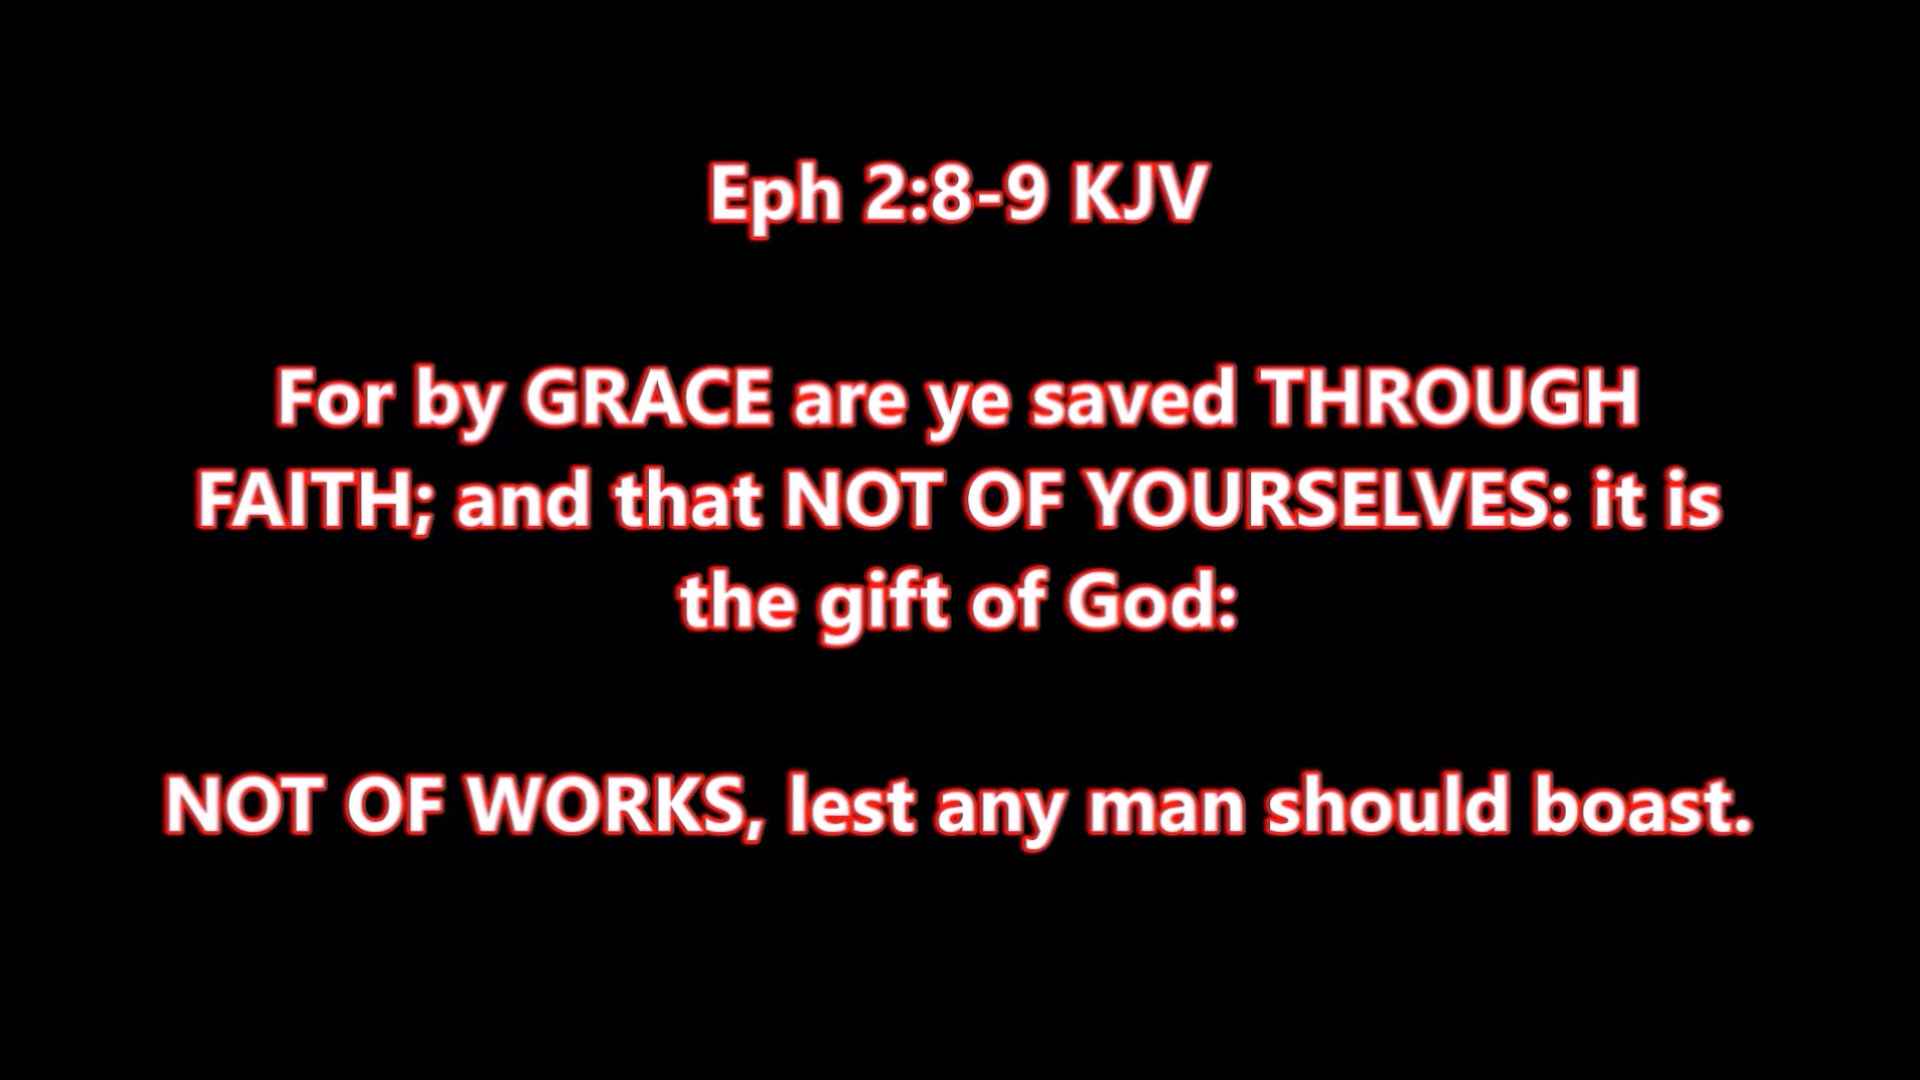 Eph 2:8-9 KJV
For by GRACE are ye saved THROUGH
FAITH; and that NOT OF YOURSELVES: it is
the gift of God:
NOT OF WORKS, lest any man should boast.